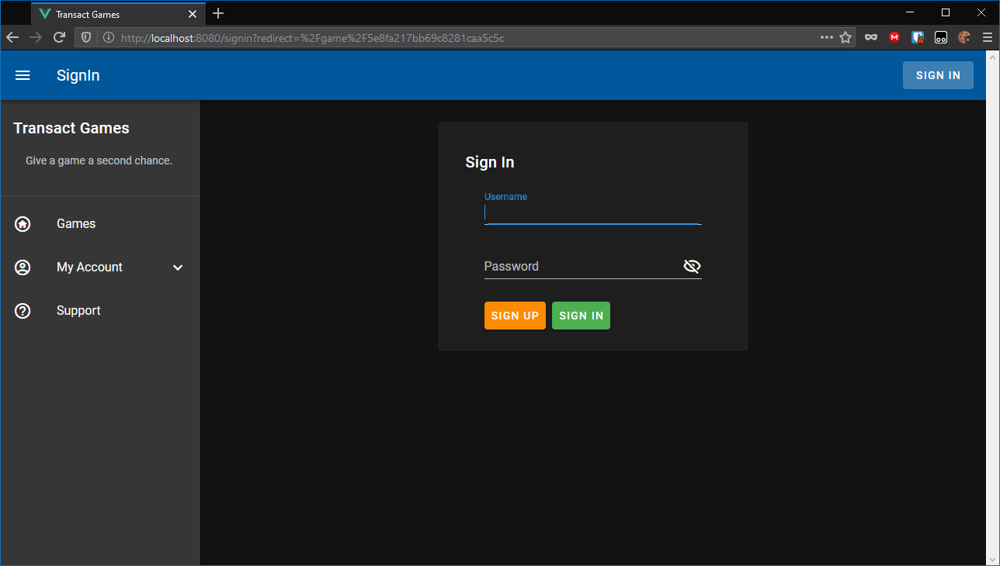 Transact Games
http://localhost:8080/signin?redirect=%2Fgame%2F5e8fa217bb69c8281caa5c5c
SignIn
SIGN IN
Transact Games
Give a game a second chance.
Games
My Account
Support
Sign In
Username
Password
SIGN UP
SIGN IN